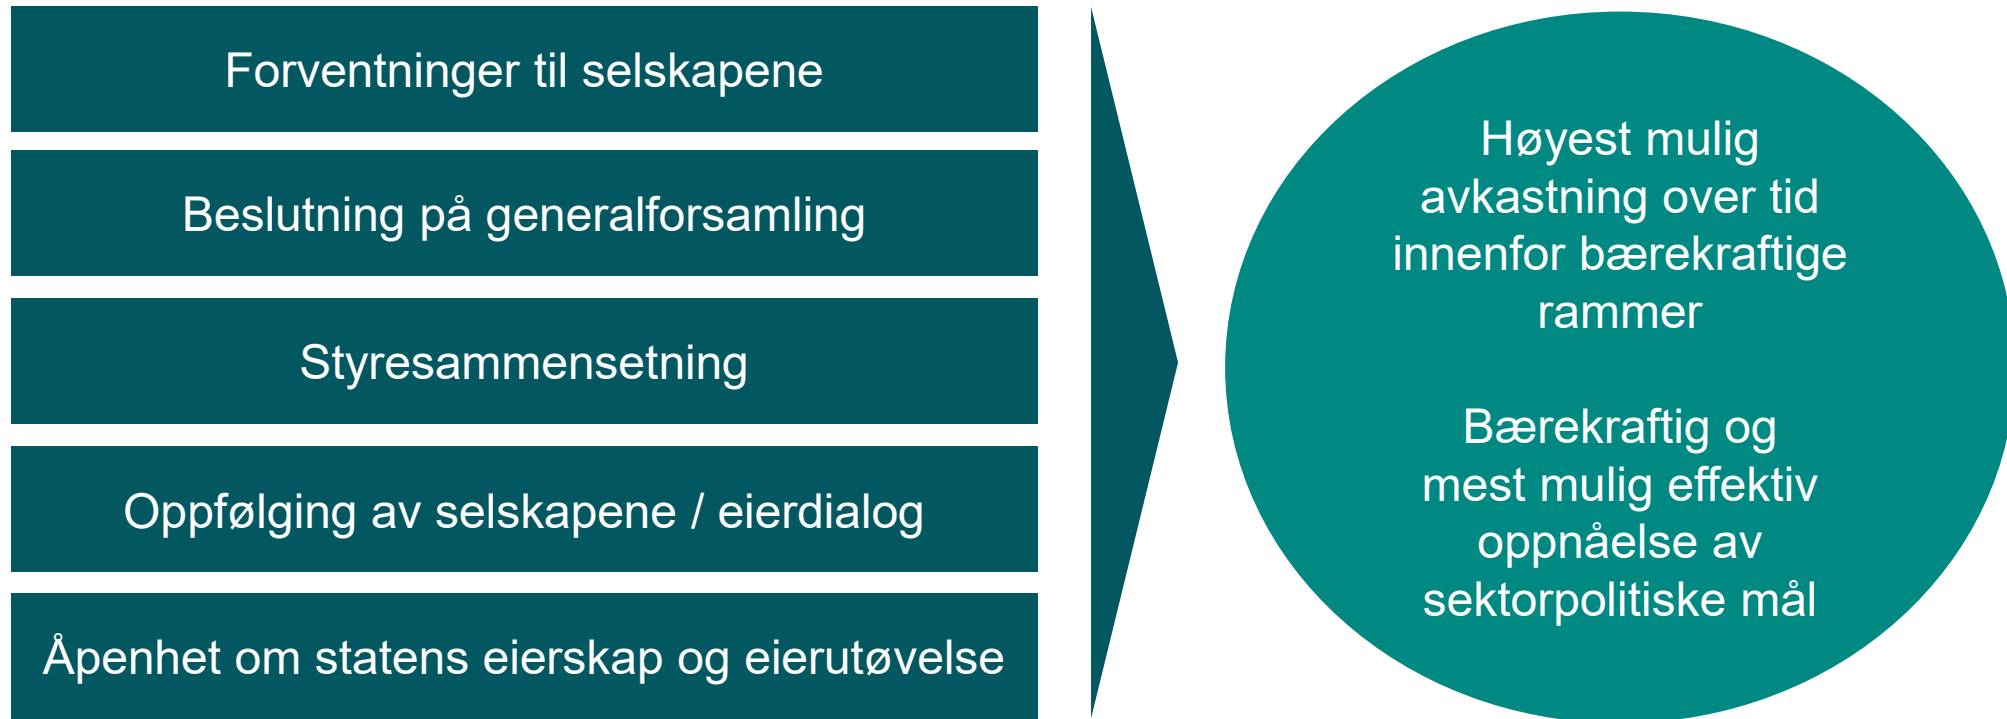 Forventninger til selskapene
Beslutning på generalforsamling
Styresammensetning
Oppfølging av selskapene / eierdialog
Åpenhet om statens eierskap og eierutøvelse
Høyest mulig
avkastning over tid
innenfor bærekraftige
rammer
Bærekraftig og
mest mulig effektiv
oppnåelse av
sektorpolitiske mål